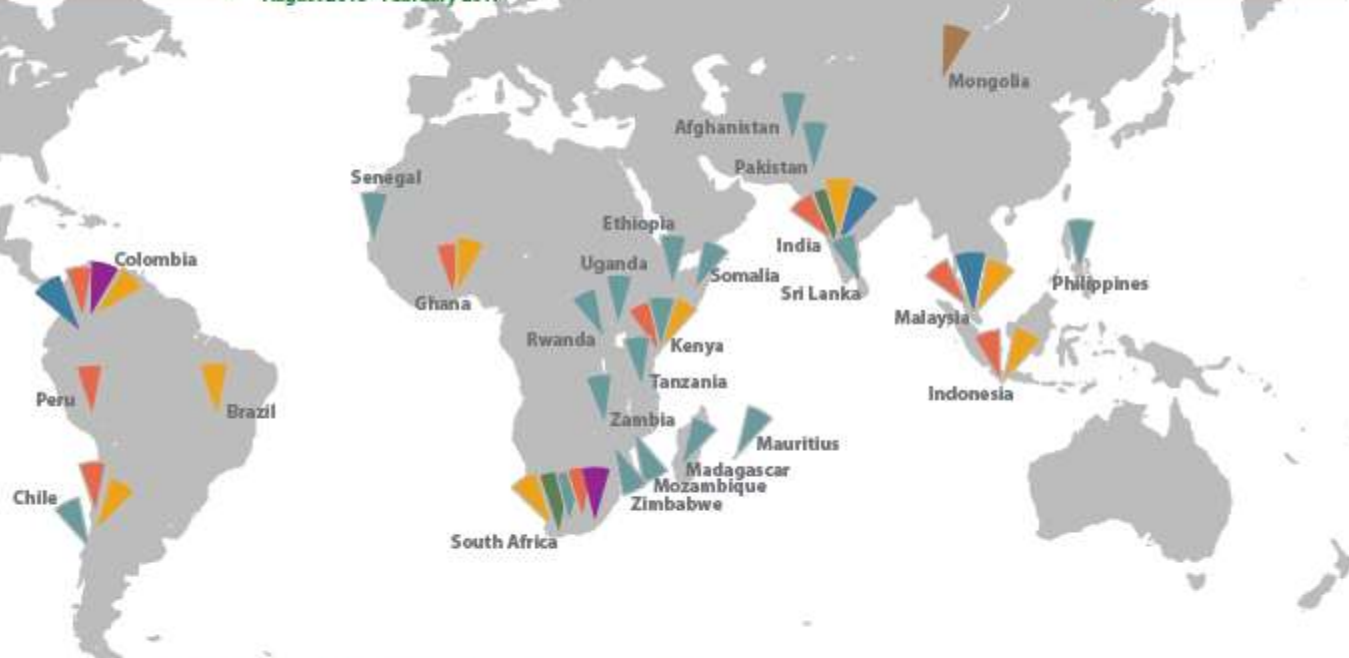 Mongolia
Afghanistan
Pakistan
Senegal
Ethiopia
India
Colombia
Uganda
Somalia
Sri Lanka
Philippines
Ghana
Malaysia
Rwanda
Kenya
Tanzania
Indonesia
Peru
Brazil
Zambia
Mauritius
Madagascar
Mozambique
Chile
Zimbabwe
South Africa